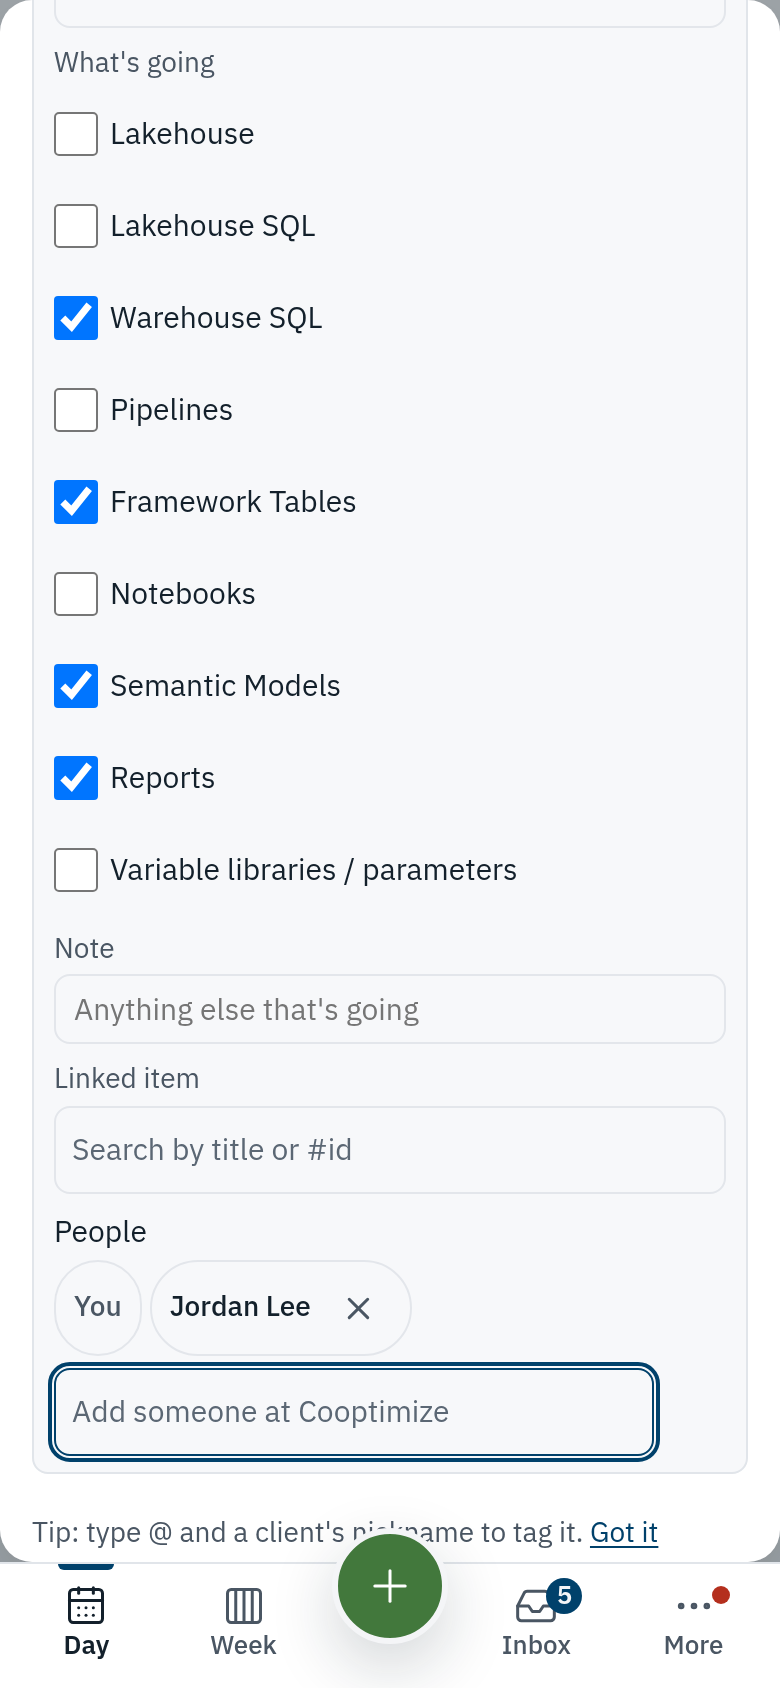 What's going
Lakehouse
Lakehouse SQL
Warehouse SQL
Pipelines
Framework Tables
Notebooks
Semantic Models
Reports
Variable libraries / parameters
Note
Anything else that's going
Linked item
Search by title or #id
People
You
Jordan Lee
Add someone at Cooptimize
Tip: type @ and a client's nickname to tag it. Got it
5
Day
Week
Inbox
More